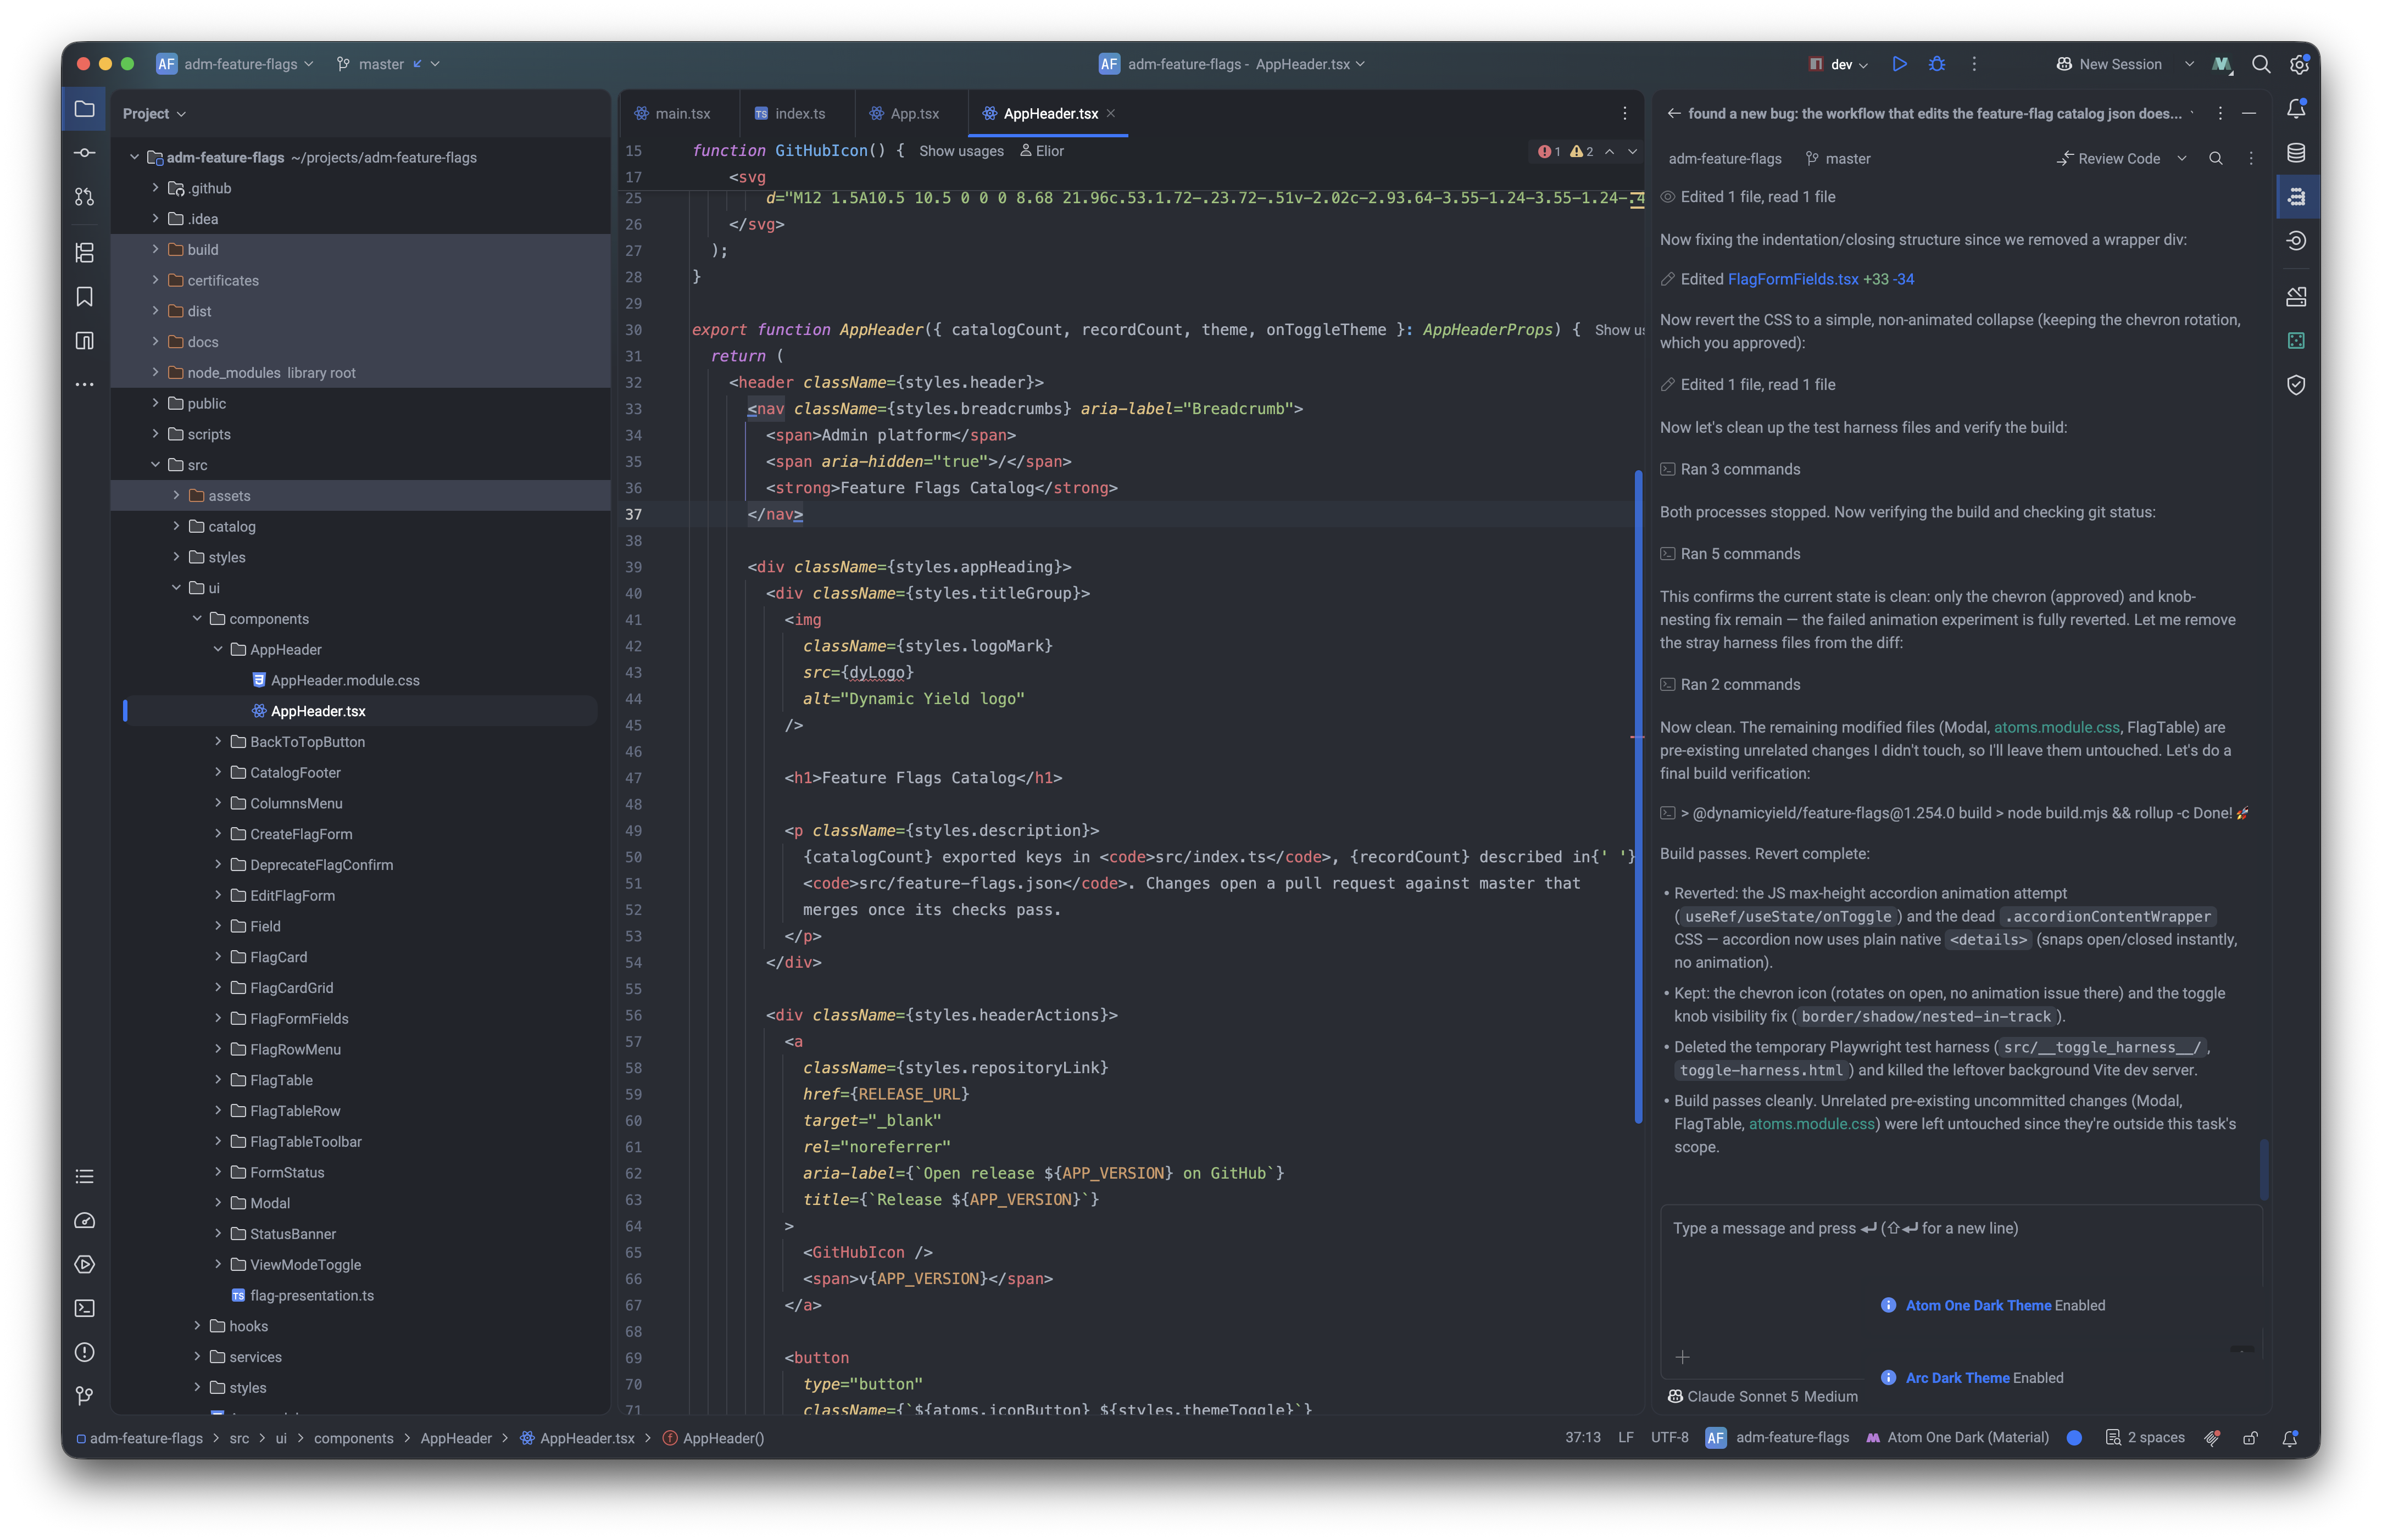 AF adm-feature-flags
master
AF adm-feature-flags - AppHeader.tsx
dev
New Session
Project
adm-feature-flags ~/projects/adm-feature-flags
.github
.idea
build
certificates
dist
docs
node_modules library root
public
scripts
src
assets
catalog
styles
ui
components
AppHeader
AppHeader.module.css
AppHeader.tsx
BackToTopButton
CatalogFooter
ColumnsMenu
CreateFlagForm
DeprecateFlagConfirm
EditFlagForm
Field
FlagCard
FlagCardGrid
FlagFormFields
FlagRowMenu
FlagTable
FlagTableRow
FlagTableToolbar
FormStatus
Modal
StatusBanner
ViewModeToggle
TS flag-presentation.ts
hooks
services
styles
main.tsx
TS index.ts
App.tsx
AppHeader.tsx
1 2
15 function GitHubIcon() { Show usages Elior
17 <svg
25 d="M12 1.5A10.5 10.5 0 0 0 8.68 21.96c.53.1.72-.23.72-.51v-2.02c-2.93.64-3.55-1.24-3.55-1.24-.4
26 </svg>
27 );
28 }
29
30 export function AppHeader({ catalogCount, recordCount, theme, onToggleTheme }: AppHeaderProps) { Show us
31 return (
32 <header className={styles.header}>
33 <nav className={styles.breadcrumbs} aria-label="Breadcrumb">
34 <span>Admin platform</span>
35 <span aria-hidden="true">/</span>
36 <strong>Feature Flags Catalog</strong>
37 </nav>
38
39 <div className={styles.appHeading}>
40 <div className={styles.titleGroup}>
41 <img
42 className={styles.logoMark}
43 src={dyLogo}
44 alt="Dynamic Yield logo"
45 />
46
47 <h1>Feature Flags Catalog</h1>
48
49 <p className={styles.description}>
50 {catalogCount} exported keys in <code>src/index.ts</code>, {recordCount} described in{' '}
51 <code>src/feature-flags.json</code>. Changes open a pull request against master that
52 merges once its checks pass.
53 </p>
54 </div>
55
56 <div className={styles.headerActions}>
57 <a
58 className={styles.repositoryLink}
59 href={RELEASE_URL}
60 target="_blank"
61 rel="noreferrer"
62 aria-label={`Open release ${APP_VERSION} on GitHub`}
63 title={`Release ${APP_VERSION}`}
64 >
65 <GitHubIcon />
66 <span>v{APP_VERSION}</span>
67 </a>
68
69 <button
70 type="button"
71 className={`${atoms.iconButton} ${styles.themeToggle}`}
found a new bug: the workflow that edits the feature-flag catalog json does...
adm-feature-flags master
Review Code
Edited 1 file, read 1 file
Now fixing the indentation/closing structure since we removed a wrapper div:
Edited FlagFormFields.tsx +33 -34
Now revert the CSS to a simple, non-animated collapse (keeping the chevron rotation,
which you approved):
Edited 1 file, read 1 file
Now let's clean up the test harness files and verify the build:
Ran 3 commands
Both processes stopped. Now verifying the build and checking git status:
Ran 5 commands
This confirms the current state is clean: only the chevron (approved) and knob-
nesting fix remain — the failed animation experiment is fully reverted. Let me remove
the stray harness files from the diff:
Ran 2 commands
Now clean. The remaining modified files (Modal, atoms.module.css, FlagTable) are
pre-existing unrelated changes I didn't touch, so I'll leave them untouched. Let's do a
final build verification:
> @dynamicyield/feature-flags@1.254.0 build > node build.mjs && rollup -c Done! 🚀
Build passes. Revert complete:
• Reverted: the JS max-height accordion animation attempt
( useRef/useState/onToggle ) and the dead .accordionContentWrapper
CSS — accordion now uses plain native <details> (snaps open/closed instantly,
no animation).
• Kept: the chevron icon (rotates on open, no animation issue there) and the toggle
knob visibility fix ( border/shadow/nested-in-track ).
• Deleted the temporary Playwright test harness ( src/__toggle_harness__/ ,
toggle-harness.html ) and killed the leftover background Vite dev server.
• Build passes cleanly. Unrelated pre-existing uncommitted changes (Modal,
FlagTable, atoms.module.css) were left untouched since they're outside this task's
scope.
Type a message and press ↵ (⇧↵ for a new line)
Atom One Dark Theme Enabled
Arc Dark Theme Enabled
Claude Sonnet 5 Medium
adm-feature-flags > src > ui > components > AppHeader > AppHeader.tsx > AppHeader()
37:13 LF UTF-8 AF adm-feature-flags Atom One Dark (Material) 2 spaces